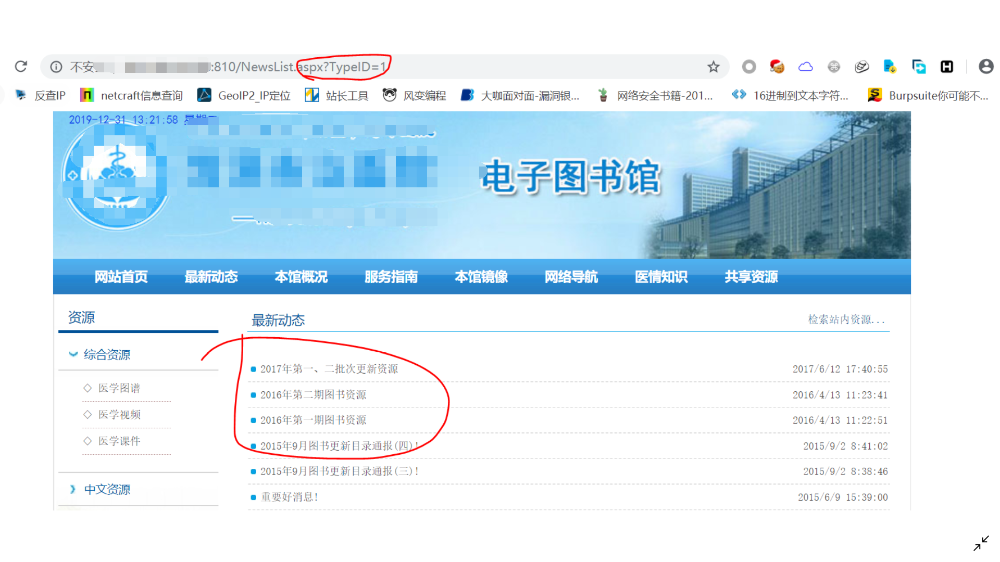 不安
:810/NewsList.aspx?TypeID=1
反查IP
netcraft信息查询
GeoIP2_IP定位
站长工具
风变编程
大咖面对面-漏洞银...
网络安全书籍-201...
16进制到文本字符...
Burpsuite你可能不...
2019-12-31 13:21:58
电子图书馆
网站首页 最新动态 本馆概况 服务指南 本馆镜像 网络导航 医情知识 共享资源
资源
综合资源
◇ 医学图谱
◇ 医学视频
◇ 医学课件
中文资源
最新动态 检索站内资源...
2017年第一、二批次更新资源 2017/6/12 17:40:55
2016年第二期图书资源 2016/4/13 11:23:41
2016年第一期图书资源 2016/4/13 11:22:51
2015年9月图书更新目录通报(四)! 2015/9/2 8:41:02
2015年9月图书更新目录通报(三)! 2015/9/2 8:38:46
重要好消息! 2015/6/9 15:39:00